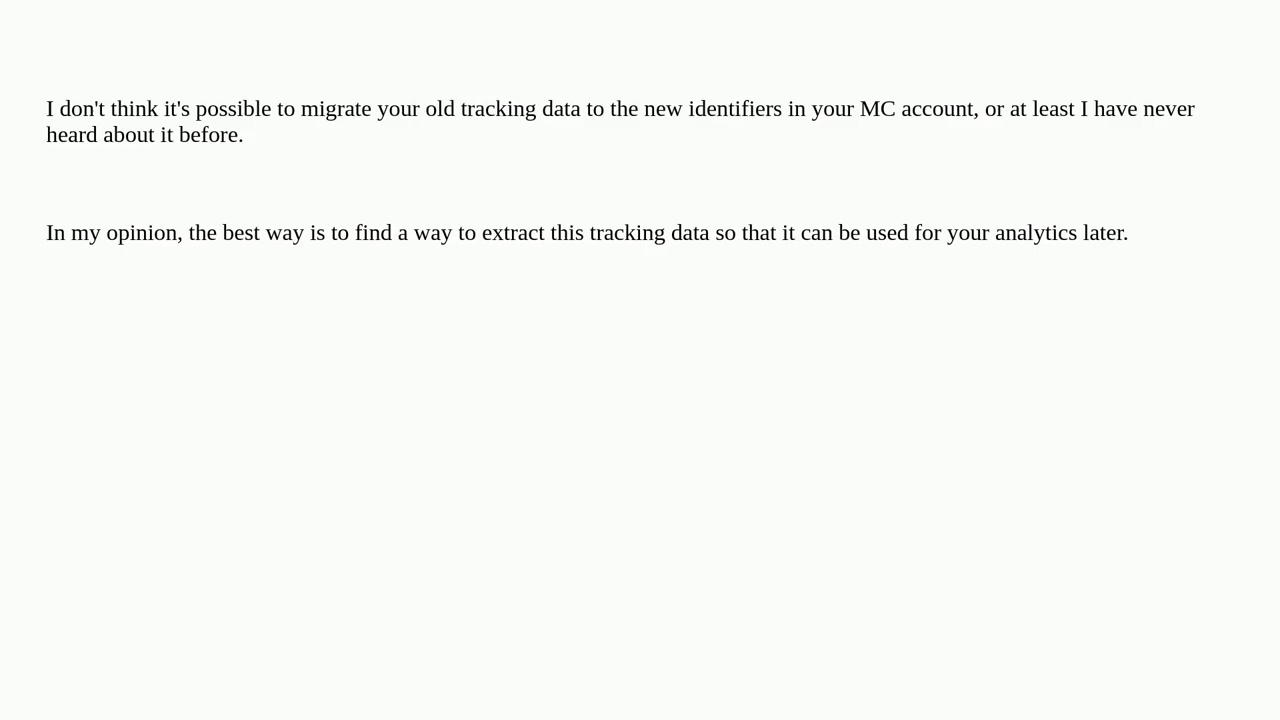 I don't think it's possible to migrate your old tracking data to the new identifiers in your MC account, or at least I have never
heard about it before.
In my opinion, the best way is to find a way to extract this tracking data so that it can be used for your analytics later.